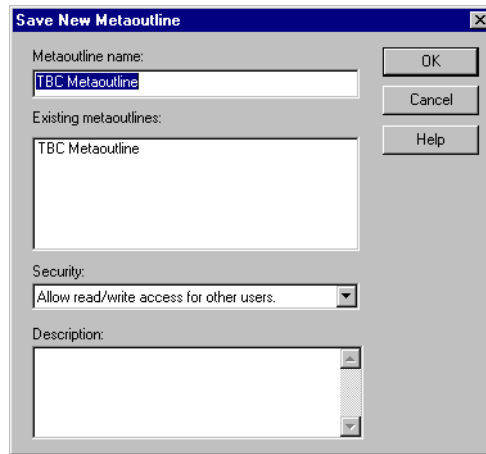 Save New Metaoutline
Metaoutline name:
TBC Metaoutline
OK
Cancel
Help
Existing metaoutlines:
TBC Metaoutline
Security:
Allow read/write access for other users.
Description: